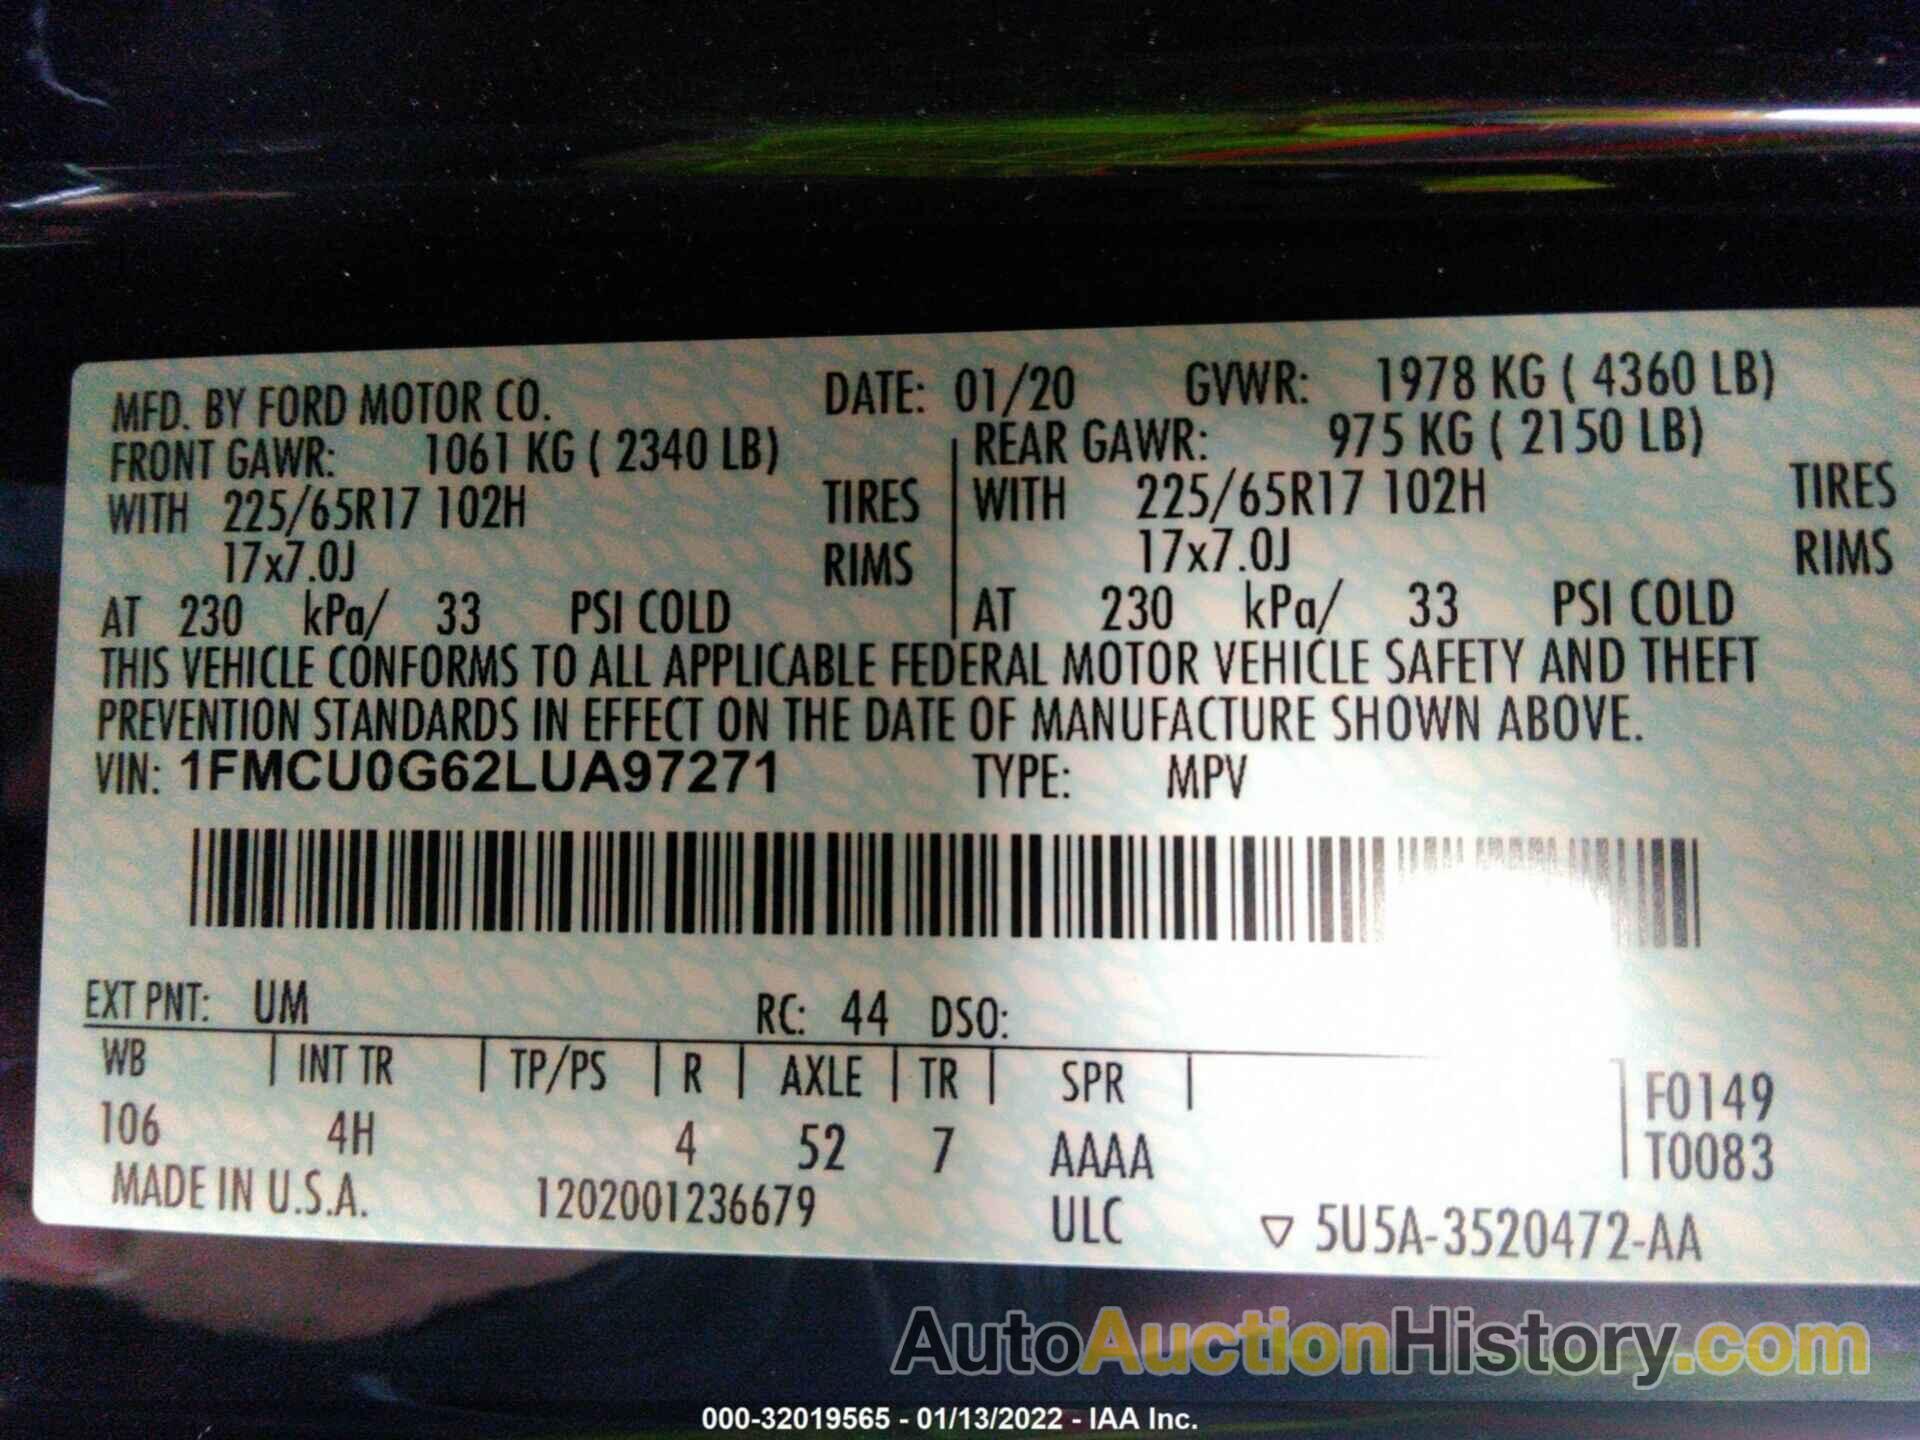 MFD. BY FORD MOTOR CO. DATE: 01/20 GVWR: 1978 KG ( 4360 LB)
FRONT GAWR: 1061 KG ( 2340 LB) REAR GAWR: 975 KG ( 2150 LB)
WITH 225/65R17 102H TIRES WITH 225/65R17 102H TIRES
17x7.0J RIMS 17x7.0J RIMS
AT 230 kPa/ 33 PSI COLD AT 230 kPa/ 33 PSI COLD
THIS VEHICLE CONFORMS TO ALL APPLICABLE FEDERAL MOTOR VEHICLE SAFETY AND THEFT
PREVENTION STANDARDS IN EFFECT ON THE DATE OF MANUFACTURE SHOWN ABOVE.
VIN: 1FMCU0G62LUA97271 TYPE: MPV
EXT PNT: UM RC: 44 DSO:
WB INT TR TP/PS R AXLE TR SPR F0149
106 4H 4 52 7 AAAA T0083
MADE IN U.S.A. 1202001236679 ULC ▽ 5U5A-3520472-AA
AutoAuctionHistory.com
000-32019565 - 01/13/2022 - IAA Inc.